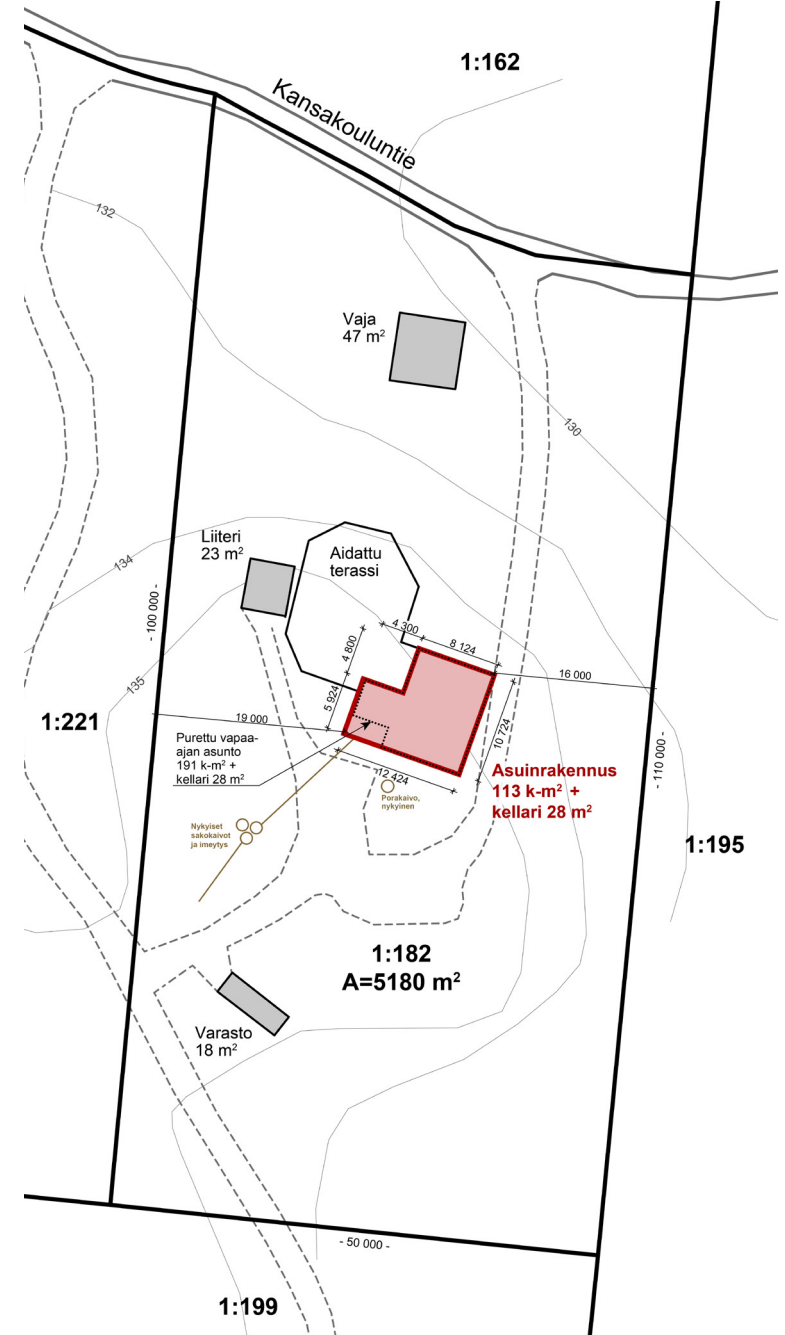 1:162
Kansakouluntie
132
Vaja
47 m²
130
Liiteri
23 m²
Aidattu
terassi
134
- 100 000 -
4 300
8 124
4 800
135
5 924
16 000
19 000
1:221
Purettu vapaa-
ajan asunto
191 k-m² +
kellari 28 m²
10 724
- 110 000 -
12 424
Asuinrakennus
113 k-m² +
kellari 28 m²
Porakaivo,
nykyinen
Nykyiset
sakokaivot
ja imeytys
1:195
1:182
A=5180 m²
Varasto
18 m²
- 50 000 -
1:199